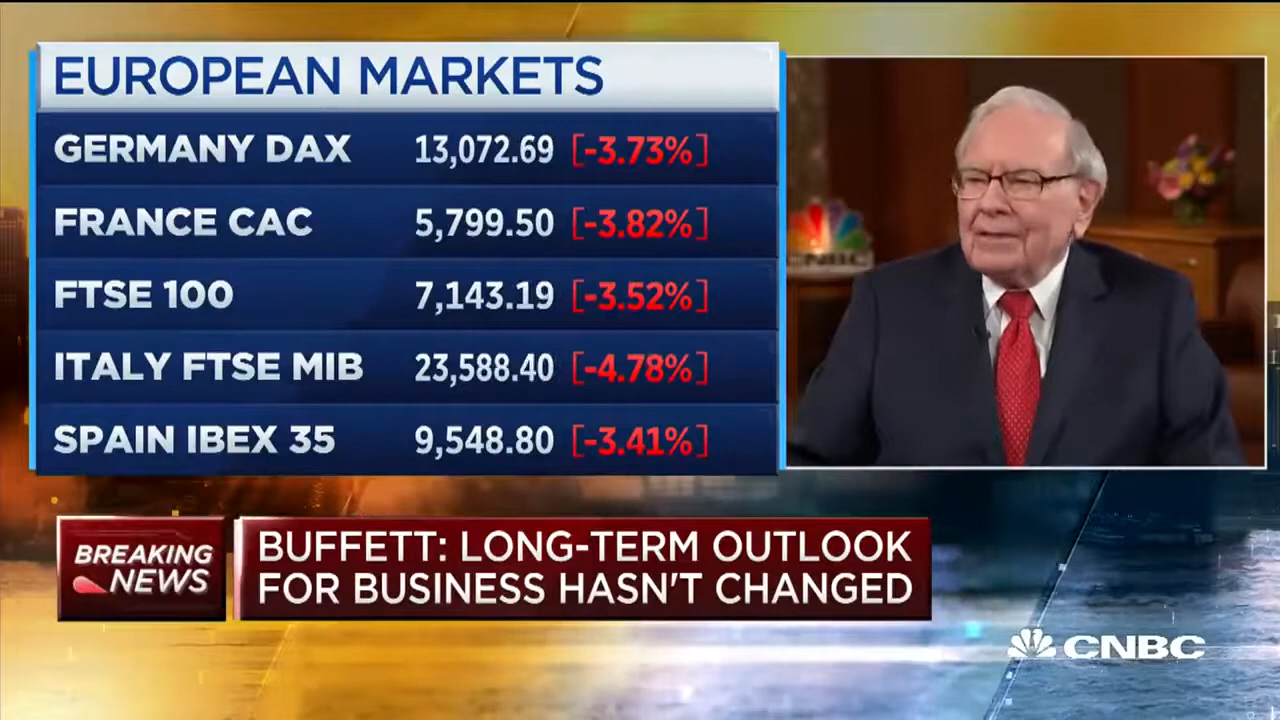 EUROPEAN MARKETS
GERMANY DAX 13,072.69 [-3.73%]
FRANCE CAC 5,799.50 [-3.82%]
FTSE 100 7,143.19 [-3.52%]
ITALY FTSE MIB 23,588.40 [-4.78%]
SPAIN IBEX 35 9,548.80 [-3.41%]
CNBC
BREAKING
NEWS
BUFFETT: LONG-TERM OUTLOOK
FOR BUSINESS HASN'T CHANGED
CNBC